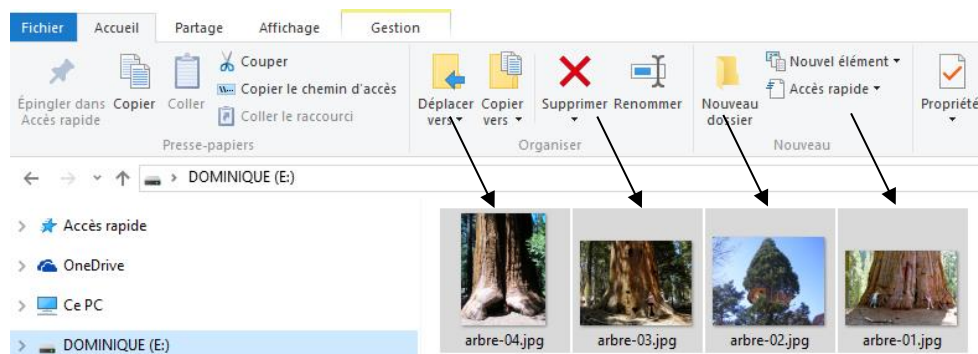 Fichier Accueil Partage Affichage Gestion
Épingler dans
Accès rapide
Copier
Coller
Couper
Copier le chemin d'accès
Coller le raccourci
Presse-papiers
Déplacer
vers
Copier
vers
Supprimer
Renommer
Organiser
Nouveau
dossier
Nouvel élément
Accès rapide
Nouveau
Propriété
DOMINIQUE (E:)
Accès rapide
OneDrive
Ce PC
DOMINIQUE (E:)
arbre-04.jpg arbre-03.jpg arbre-02.jpg arbre-01.jpg